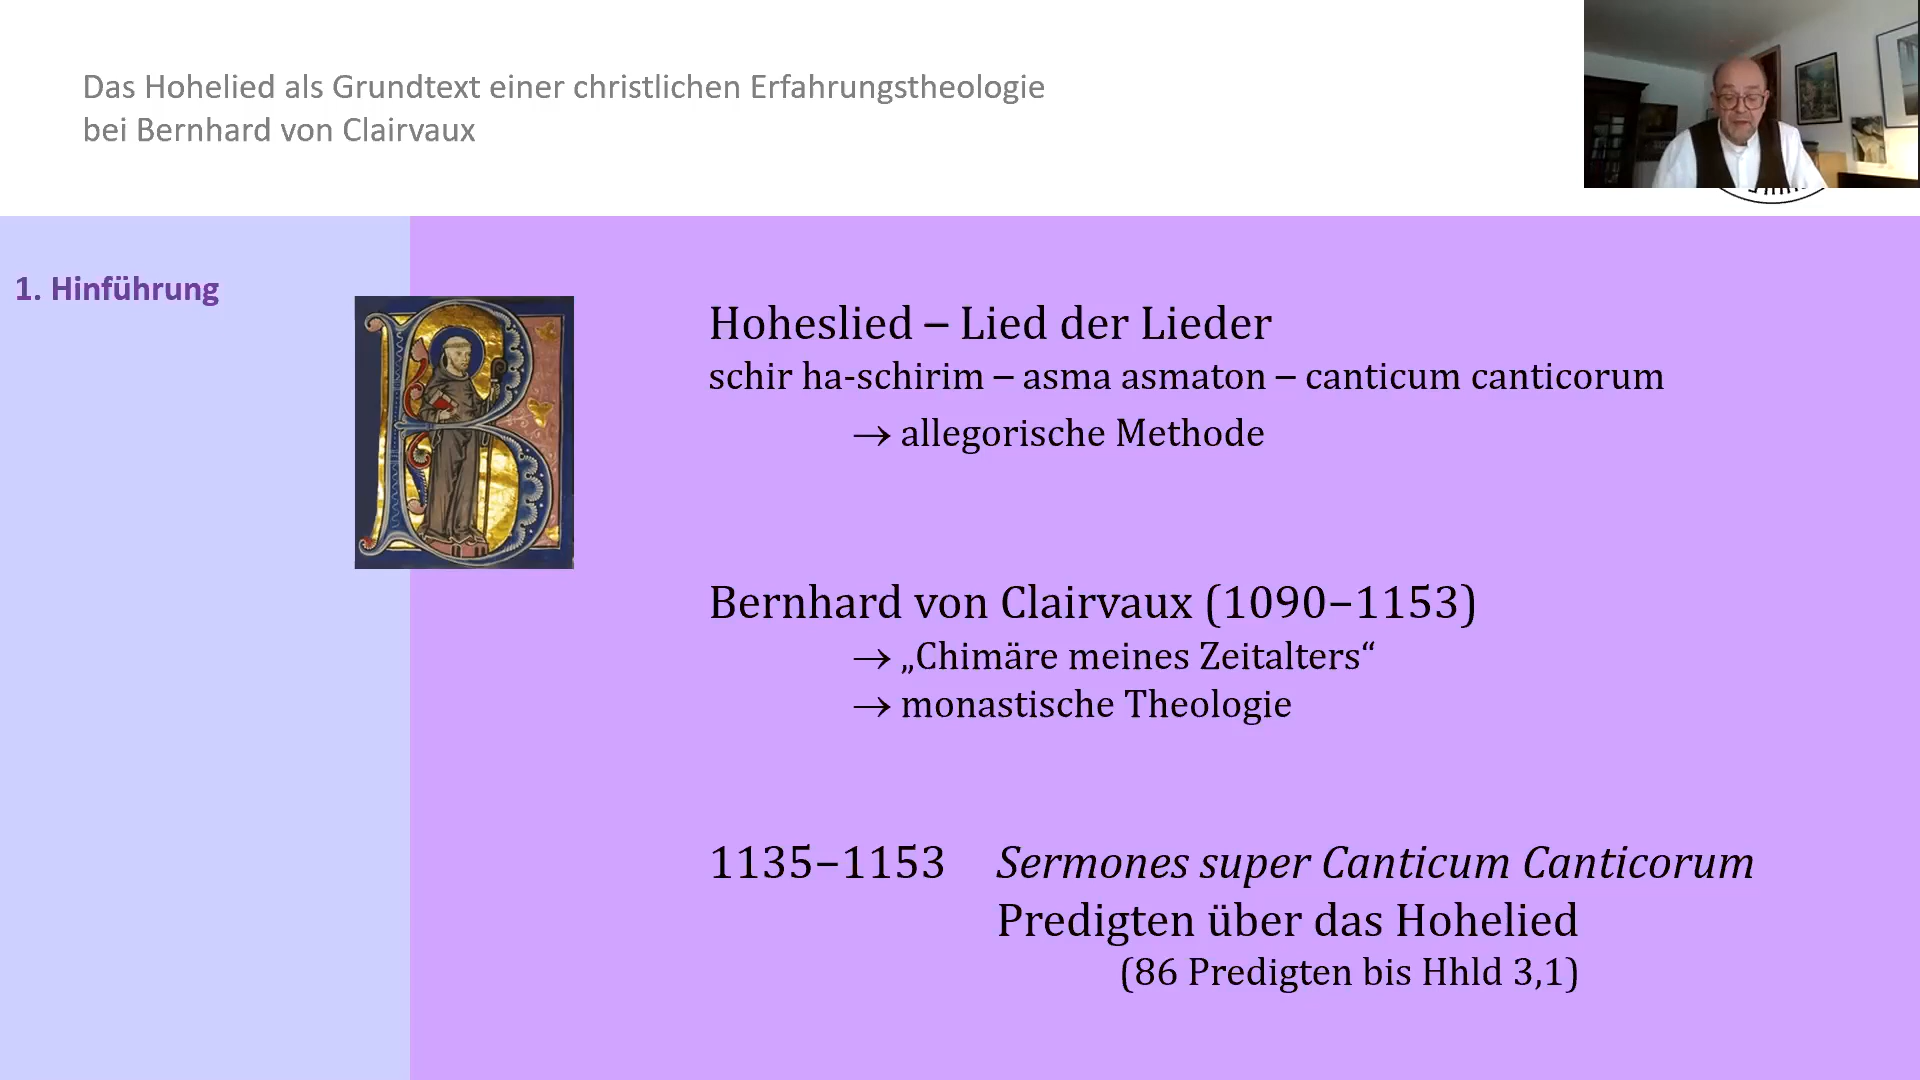 Das Hohelied als Grundtext einer christlichen Erfahrungstheologie
bei Bernhard von Clairvaux
1. Hinführung
Hoheslied – Lied der Lieder
schir ha-schirim – asma asmaton – canticum canticorum
→ allegorische Methode
Bernhard von Clairvaux (1090–1153)
→ „Chimäre meines Zeitalters“
→ monastische Theologie
1135–1153 Sermones super Canticum Canticorum
Predigten über das Hohelied
(86 Predigten bis Hhld 3,1)